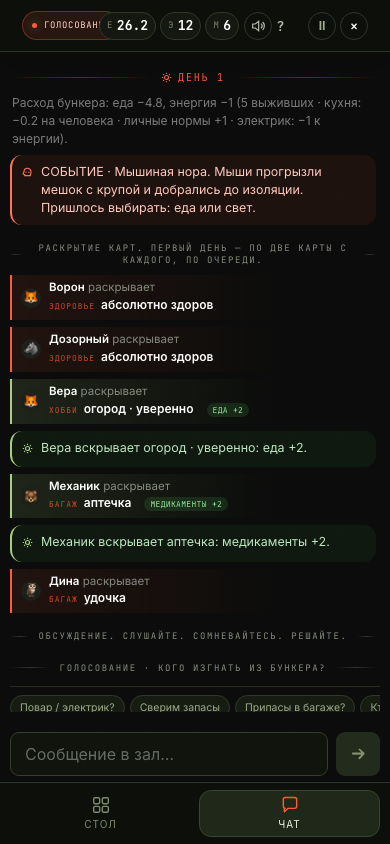 ГОЛОСОВАН
Е 26.2
Э 12
М 6
?
×
ДЕНЬ 1
Расход бункера: еда −4.8, энергия −1 (5 выживших · кухня:
−0.2 на человека · личные нормы +1 · электрик: −1 к
энергии).
СОБЫТИЕ · Мышиная нора. Мыши прогрызли
мешок с крупой и добрались до изоляции.
Пришлось выбирать: еда или свет.
РАСКРЫТИЕ КАРТ. ПЕРВЫЙ ДЕНЬ — ПО ДВЕ КАРТЫ С
КАЖДОГО, ПО ОЧЕРЕДИ.
Ворон раскрывает
ЗДОРОВЬЕ абсолютно здоров
Дозорный раскрывает
ЗДОРОВЬЕ абсолютно здоров
Вера раскрывает
ХОББИ огород · уверенно ЕДА +2
Вера вскрывает огород · уверенно: еда +2.
Механик раскрывает
БАГАЖ аптечка МЕДИКАМЕНТЫ +2
Механик вскрывает аптечка: медикаменты +2.
Дина раскрывает
БАГАЖ удочка
ОБСУЖДЕНИЕ. СЛУШАЙТЕ. СОМНЕВАЙТЕСЬ. РЕШАЙТЕ.
ГОЛОСОВАНИЕ · КОГО ИЗГНАТЬ ИЗ БУНКЕРА?
Повар / электрик? Сверим запасы Припасы в багаже?
Сообщение в зал...
СТОЛ
ЧАТ